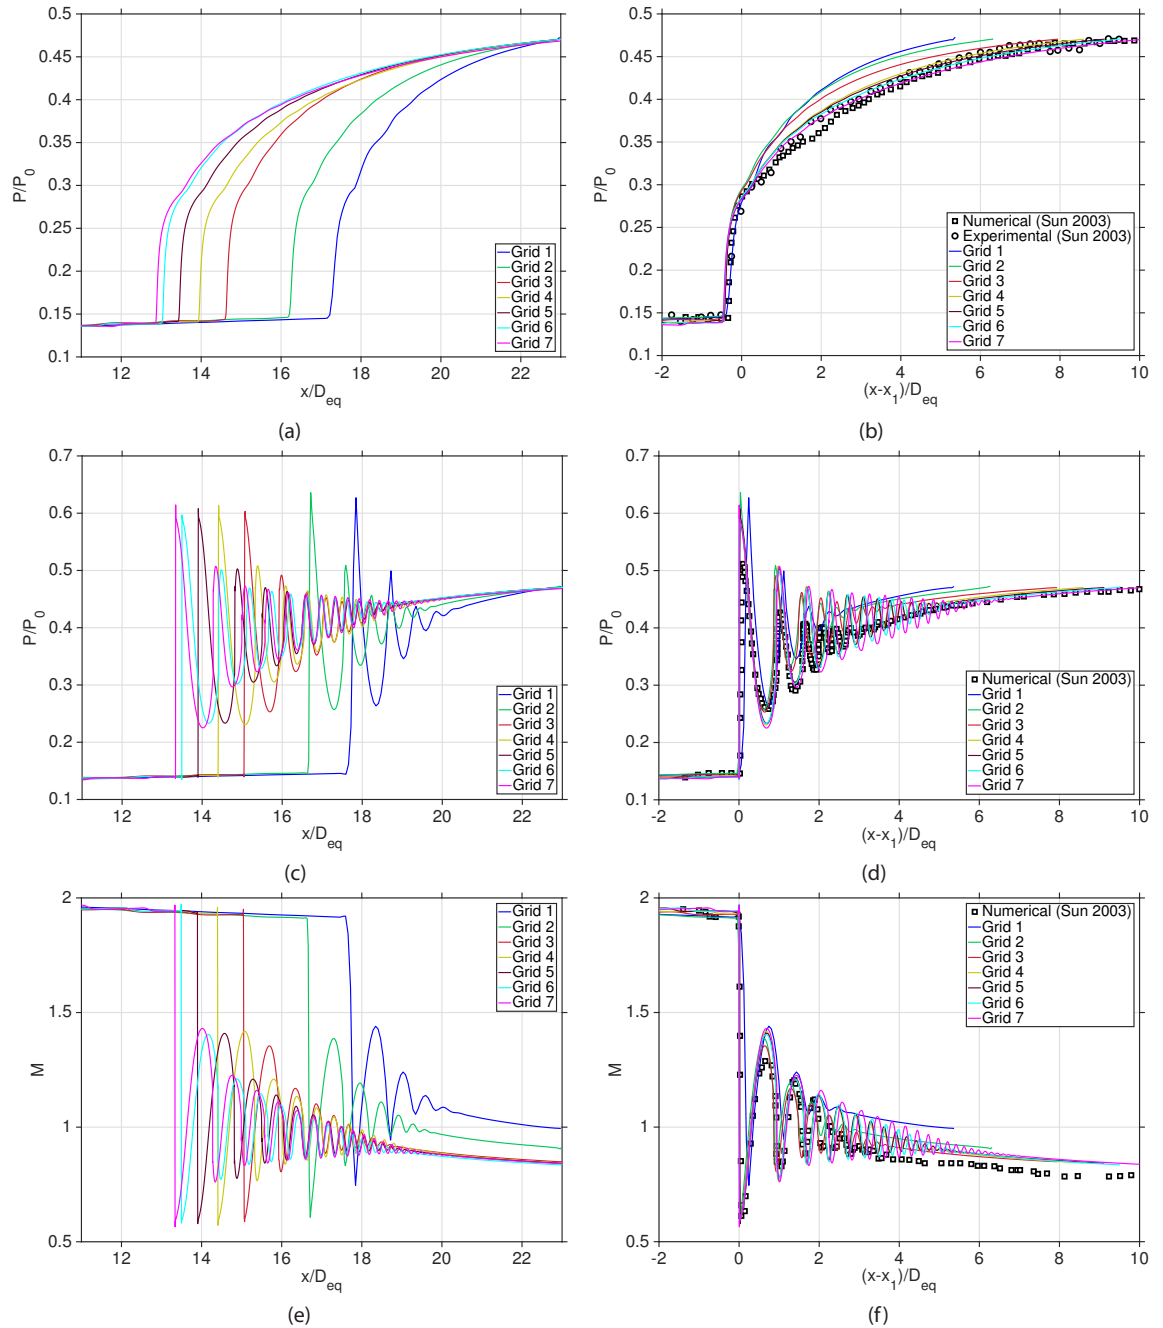 0.5
0.45
0.4
0.35
0.3
0.25
0.2
0.15
0.1
P/P0
12 14 16 18 20 22
x/Deq
Grid 1
Grid 2
Grid 3
Grid 4
Grid 5
Grid 6
Grid 7
(a)
0.5
0.45
0.4
0.35
0.3
0.25
0.2
0.15
0.1
P/P0
-2 0 2 4 6 8 10
(x-x1)/Deq
Numerical (Sun 2003)
Experimental (Sun 2003)
Grid 1
Grid 2
Grid 3
Grid 4
Grid 5
Grid 6
Grid 7
(b)
0.7
0.6
0.5
0.4
0.3
0.2
0.1
P/P0
12 14 16 18 20 22
x/Deq
Grid 1
Grid 2
Grid 3
Grid 4
Grid 5
Grid 6
Grid 7
(c)
0.7
0.6
0.5
0.4
0.3
0.2
0.1
P/P0
-2 0 2 4 6 8 10
(x-x1)/Deq
Numerical (Sun 2003)
Grid 1
Grid 2
Grid 3
Grid 4
Grid 5
Grid 6
Grid 7
(d)
2
1.5
1
0.5
M
12 14 16 18 20 22
x/Deq
Grid 1
Grid 2
Grid 3
Grid 4
Grid 5
Grid 6
Grid 7
(e)
2
1.5
1
0.5
M
-2 0 2 4 6 8 10
(x-x1)/Deq
Numerical (Sun 2003)
Grid 1
Grid 2
Grid 3
Grid 4
Grid 5
Grid 6
Grid 7
(f)